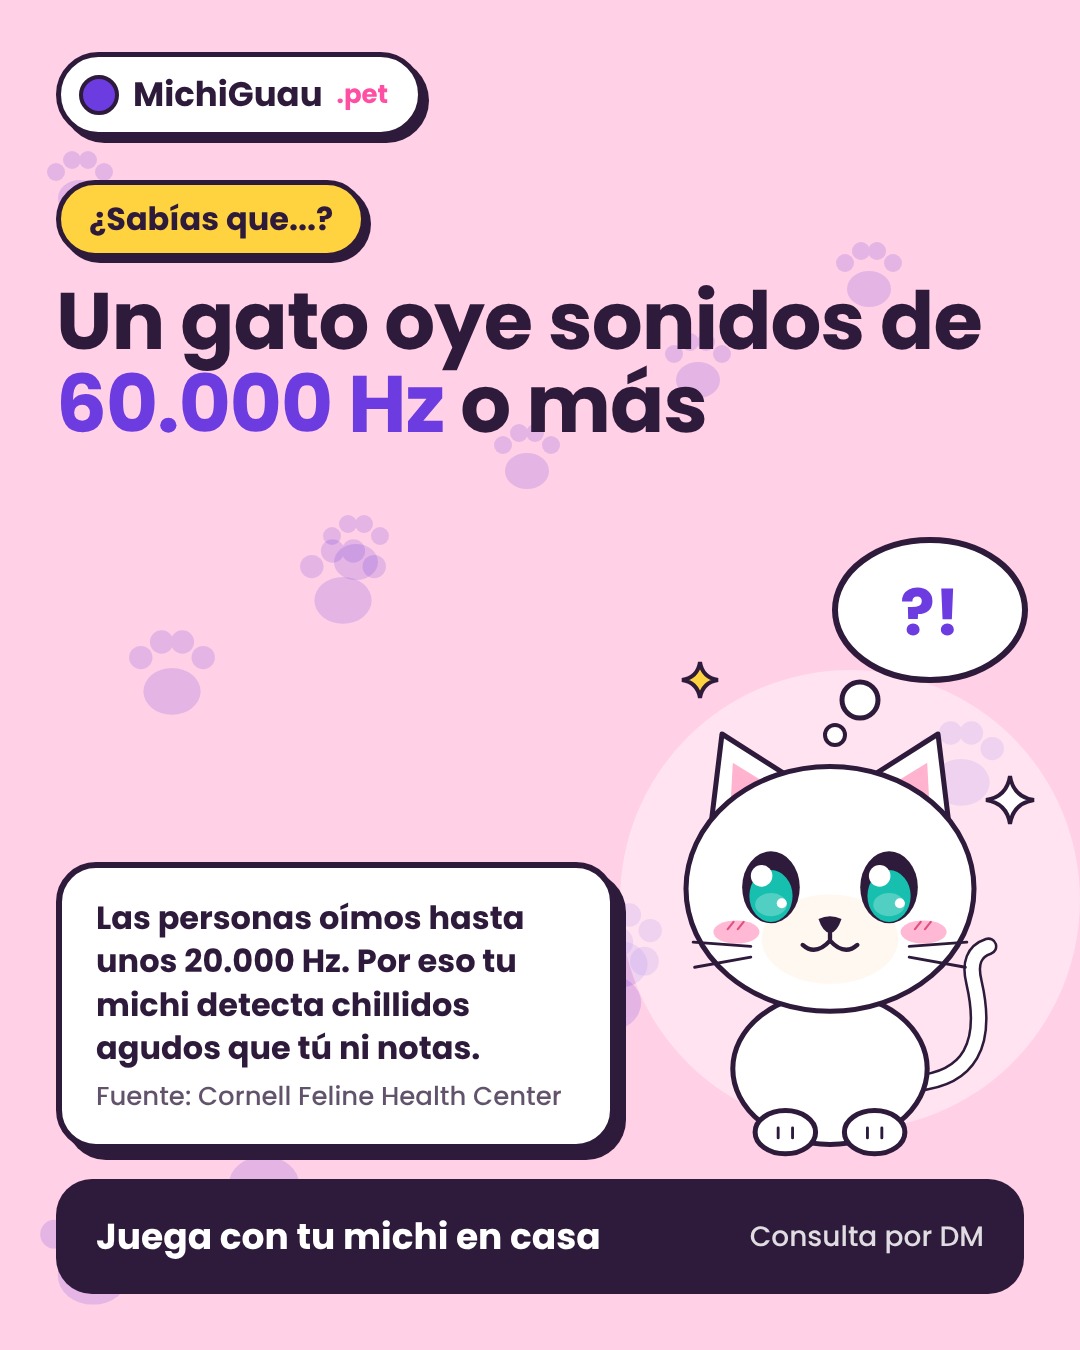 MichiGuau .pet
¿Sabías que...?
Un gato oye sonidos de
60.000 Hz o más
?!
Las personas oímos hasta
unos 20.000 Hz. Por eso tu
michi detecta chillidos
agudos que tú ni notas.
Fuente: Cornell Feline Health Center
Juega con tu michi en casa
Consulta por DM